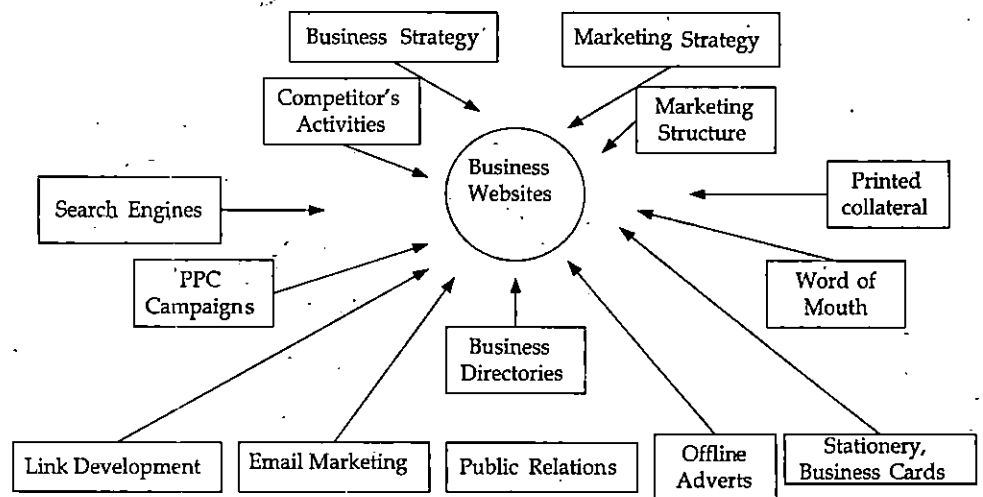 Business Strategy
Marketing Strategy
Competitor's
Activities
Marketing
Structure
Business
Websites
Search Engines
Printed
collateral
PPC
Campaigns
Word of
Mouth
Business
Directories
Link Development
Email Marketing
Public Relations
Offline
Adverts
Stationery,
Business Cards